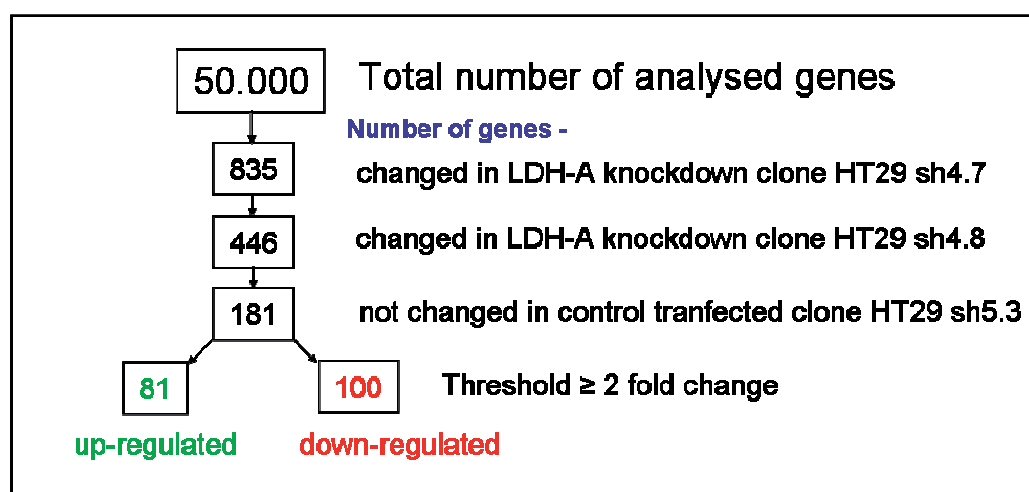 50.000 Total number of analysed genes
Number of genes -
835 changed in LDH-A knockdown clone HT29 sh4.7
446 changed in LDH-A knockdown clone HT29 sh4.8
181 not changed in control tranfected clone HT29 sh5.3
81 100 Threshold ≥ 2 fold change
up-regulated down-regulated